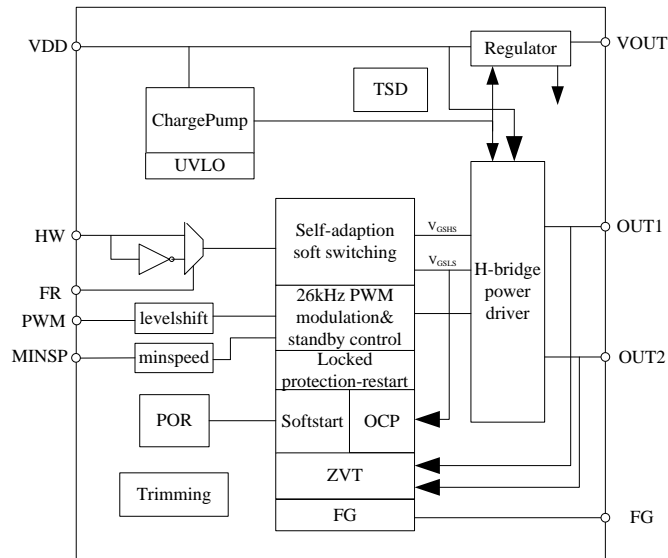 VDD
Regulator
VOUT
TSD
ChargePump
UVLO
HW
Self-adaption
soft switching
VGSHS
OUT1
VGSLS
H-bridge
power
driver
FR
26kHz PWM
modulation&
standby control
PWM
levelshift
MINSP
minspeed
OUT2
Locked
protection-restart
POR
Softstart
OCP
ZVT
Trimming
FG
FG